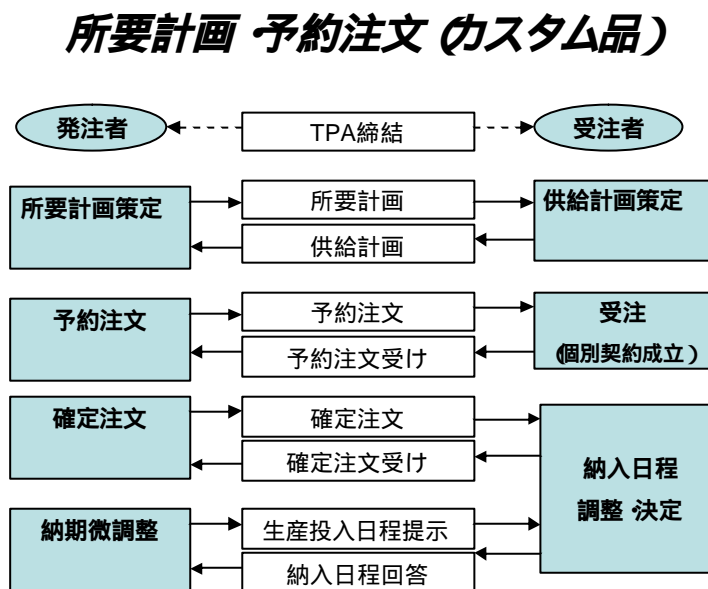 所要計画・予約注文（カスタム品）
発注者
TPA締結
受注者
所要計画策定
所要計画
供給計画策定
供給計画
予約注文
予約注文
受注
予約注文受け
（個別契約成立）
確定注文
確定注文
確定注文受け
納入日程
調整・決定
納期微調整
生産投入日程提示
納入日程回答